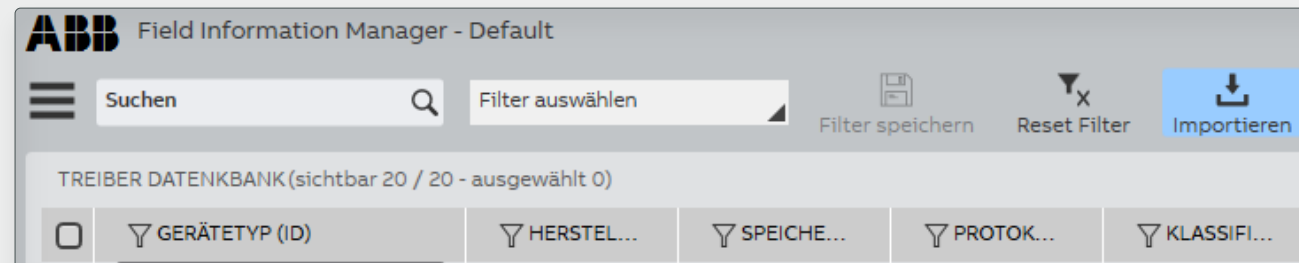 ABB Field Information Manager - Default
Suchen Filter auswählen Filter speichern Reset Filter Importieren
TREIBER DATENKBANK (sichtbar 20 / 20 - ausgewählt 0)
GERÄTETYP (ID) HERSTEL... SPEICHE... PROTOK... KLASSIFI...